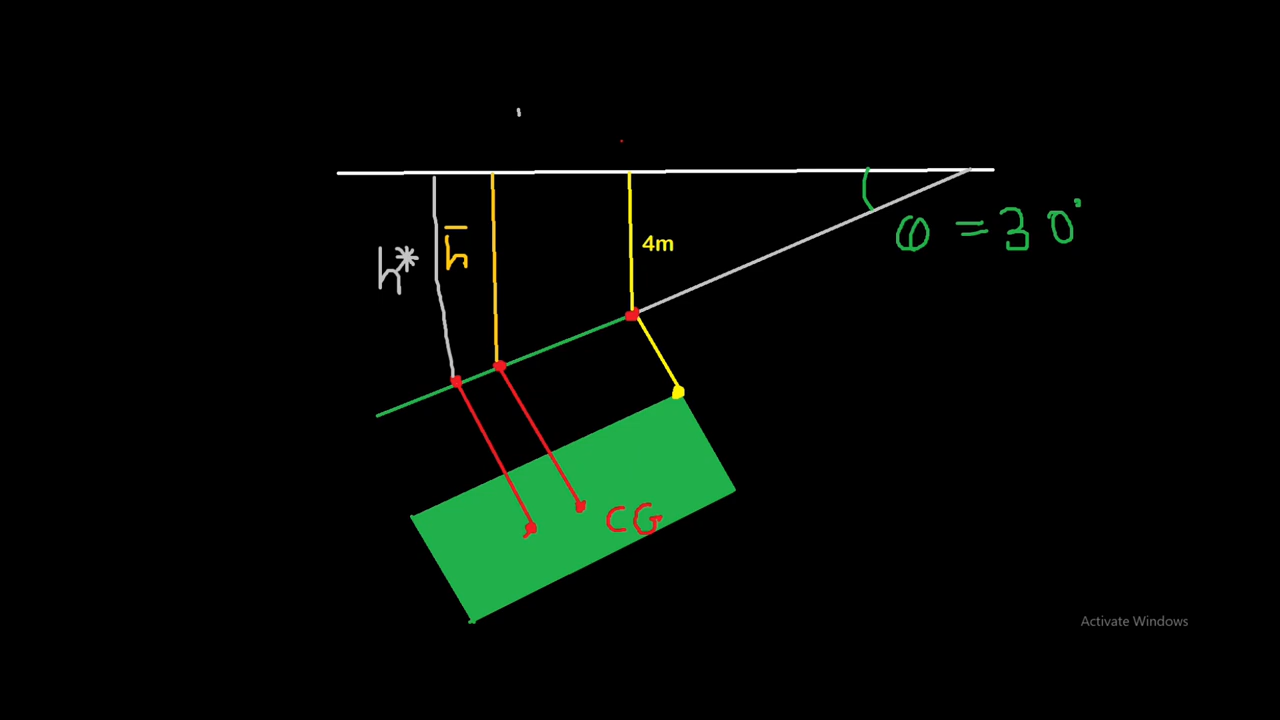 h* h̄ 4m
φ = 30°
CG
Activate Windows